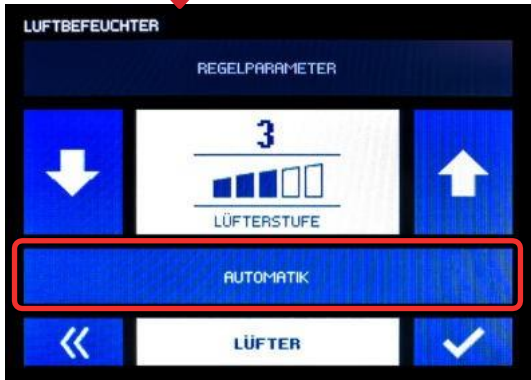 LUFTBEFEUCHTER
REGELPARAMETER
3
LÜFTERSTUFE
AUTOMATIK
LÜFTER